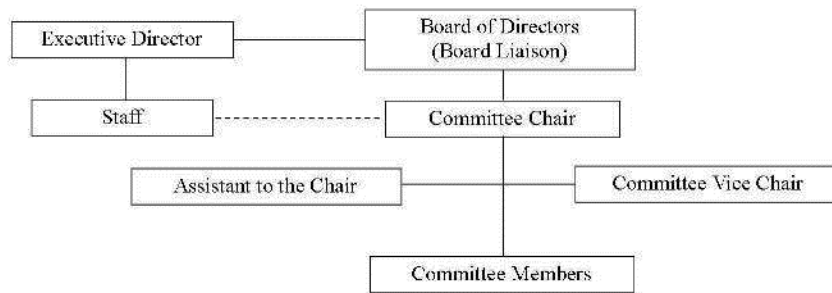 Executive Director
Board of Directors
(Board Liaison)
Staff
Committee Chair
Assistant to the Chair
Committee Vice Chair
Committee Members